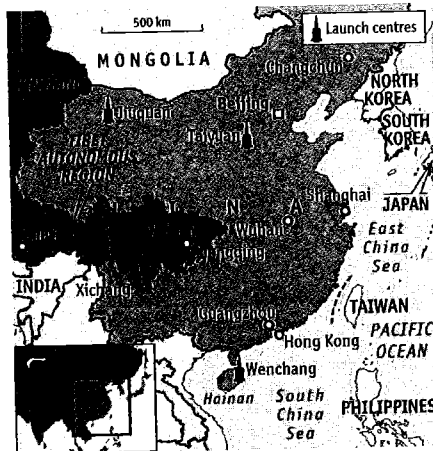 500 km
Launch centres
MONGOLIA
Changchun
Jiuquan
Beijing
NORTH
KOREA
Taiyuan
SOUTH
KOREA
AUTONOMOUS
REGION
Shanghai
N
A
JAPAN
Wuhan
East
China
Sea
INDIA
Xichang
TAIWAN
Guangzhou
PACIFIC
OCEAN
Hong Kong
Wenchang
Hainan
South
China
Sea
PHILIPPINES